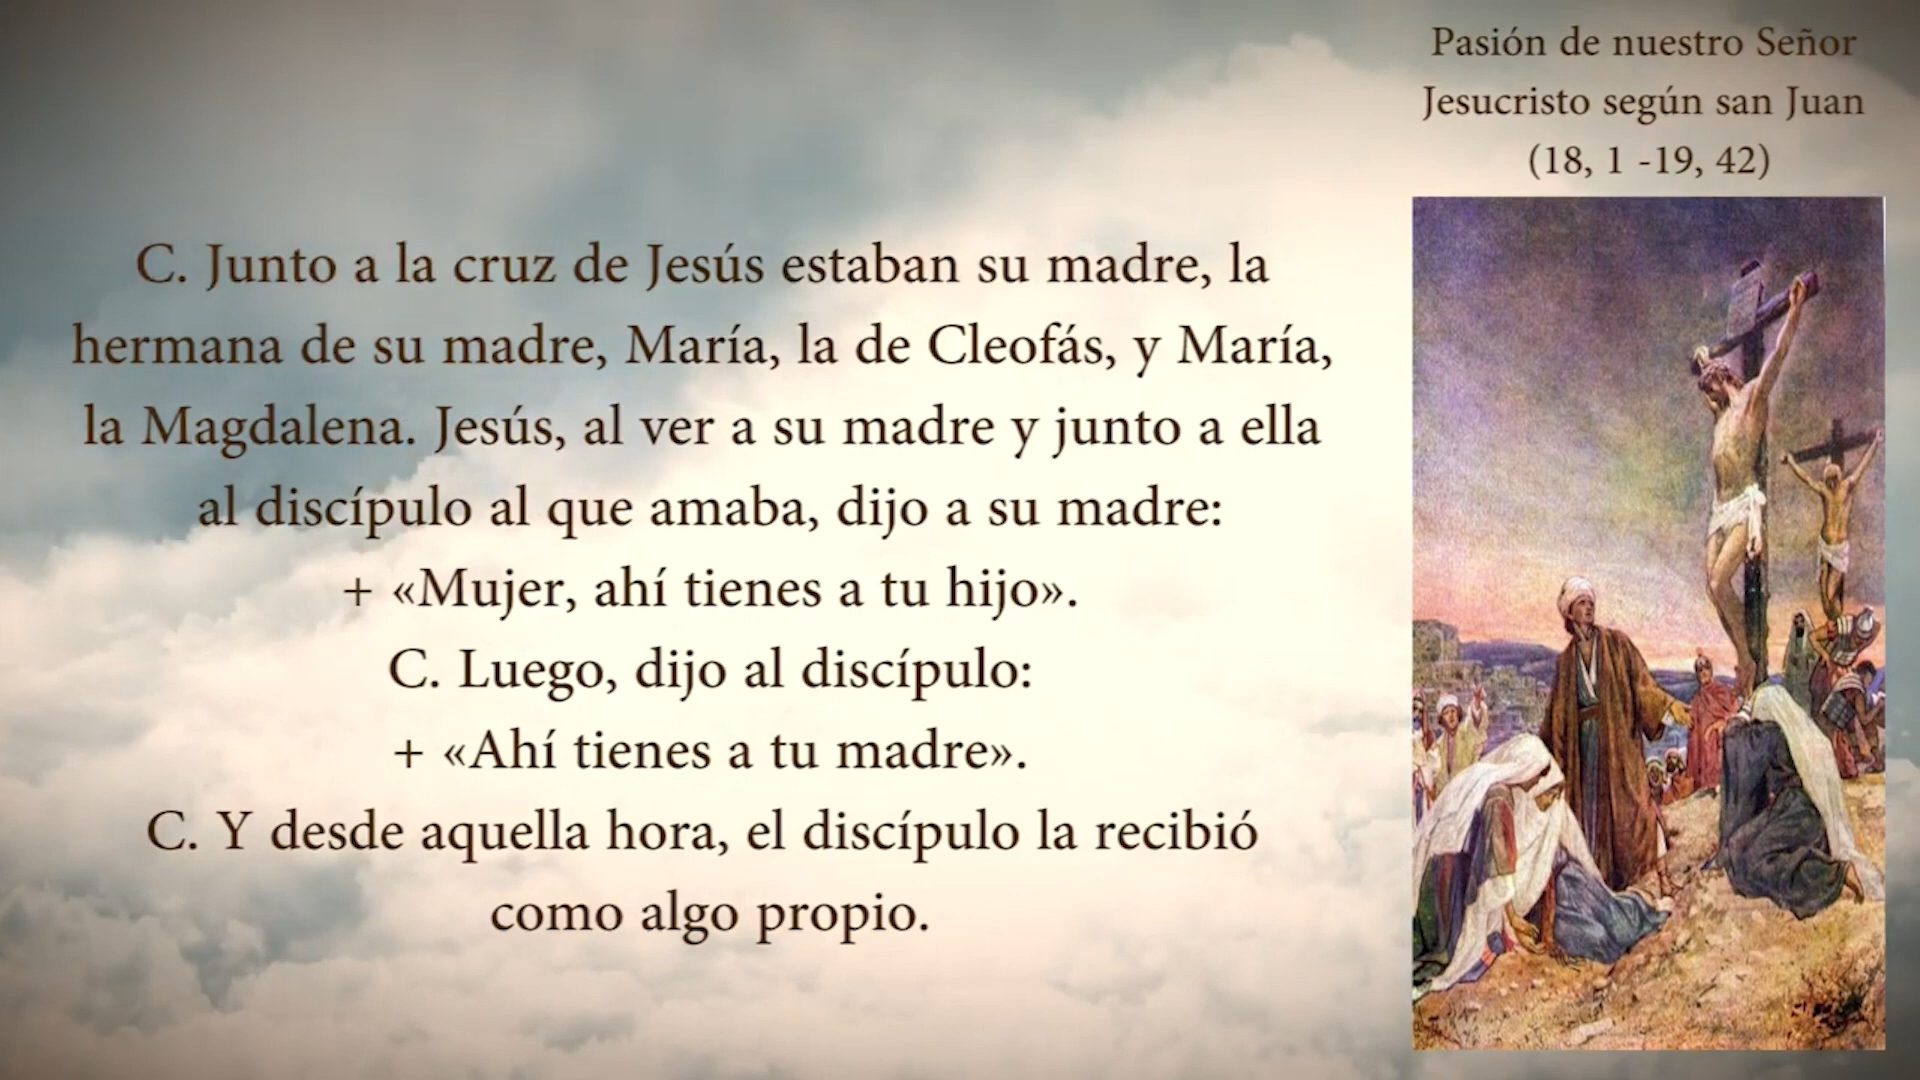 Pasión de nuestro Señor
Jesucristo según san Juan
(18, 1 -19, 42)
C. Junto a la cruz de Jesús estaban su madre, la
hermana de su madre, María, la de Cleofás, y María,
la Magdalena. Jesús, al ver a su madre y junto a ella
al discípulo al que amaba, dijo a su madre:
+ «Mujer, ahí tienes a tu hijo».
C. Luego, dijo al discípulo:
+ «Ahí tienes a tu madre».
C. Y desde aquella hora, el discípulo la recibió
como algo propio.